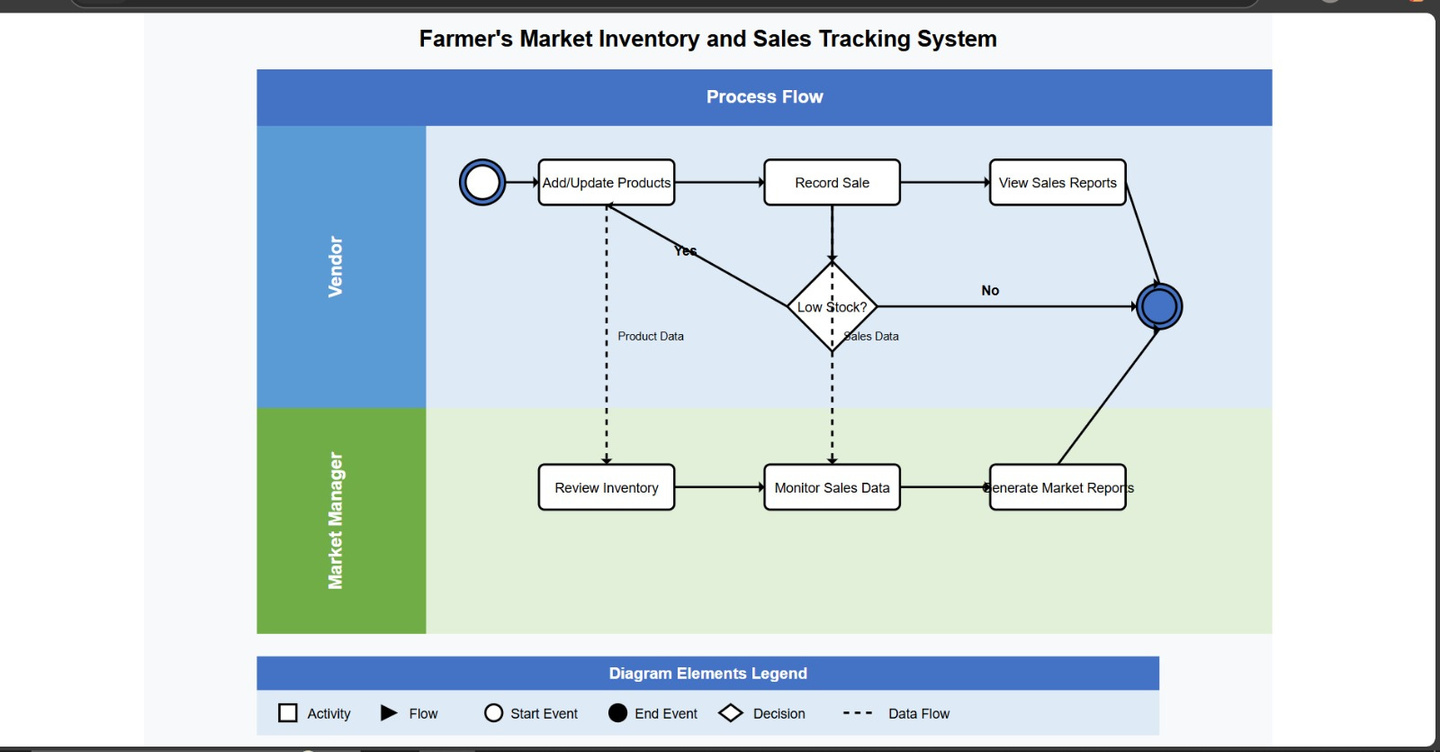 Farmer's Market Inventory and Sales Tracking System
Process Flow
Vendor
Add/Update Products
Record Sale
View Sales Reports
Yes
Low Stock?
No
Product Data
Sales Data
Market Manager
Review Inventory
Monitor Sales Data
Generate Market Reports
Diagram Elements Legend
Activity
Flow
Start Event
End Event
Decision
Data Flow